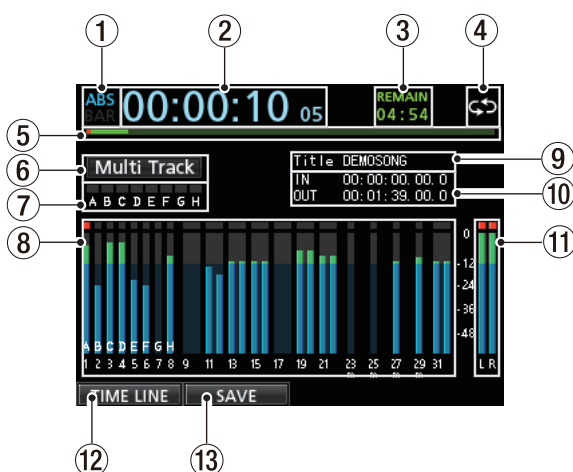 ① ② ③ ④
ABS 00:00:10 05 REMAIN
BAR 04:54
⑤
⑥ Multi Track
Title DEMOSONG ⑨
IN 00:00:00.00.0
OUT 00:01:39.00.0 ⑩
⑦ A B C D E F G H
⑧ ⑪
0
-12
-24
-36
-48
A B C D E F G H
1 2 3 4 5 6 7 8 9 11 13 15 17 19 21 23 25 27 29 31 L R
TIME LINE SAVE
⑫ ⑬